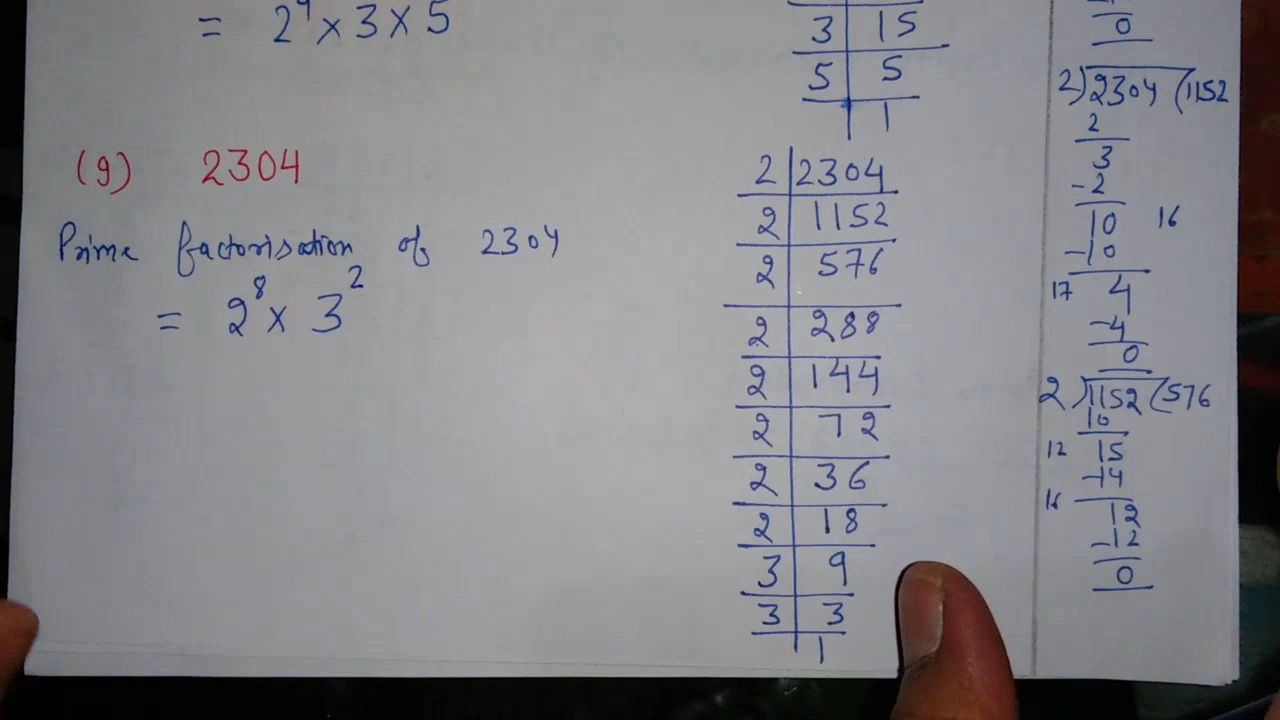 = 2⁴ × 3 × 5
3 | 15
5 | 5
1
(g) 2304
Prime factorisation of 2304
= 2⁸ × 3²
2 | 2304
2 | 1152
2 | 576
2 | 288
2 | 144
2 | 72
2 | 36
2 | 18
3 | 9
3 | 3
1
0
2)2304(1152
2
3
-2
10 16
-10
17 4
-4
0
2)1152(576
10
12 15
-14
16 12
-12
0